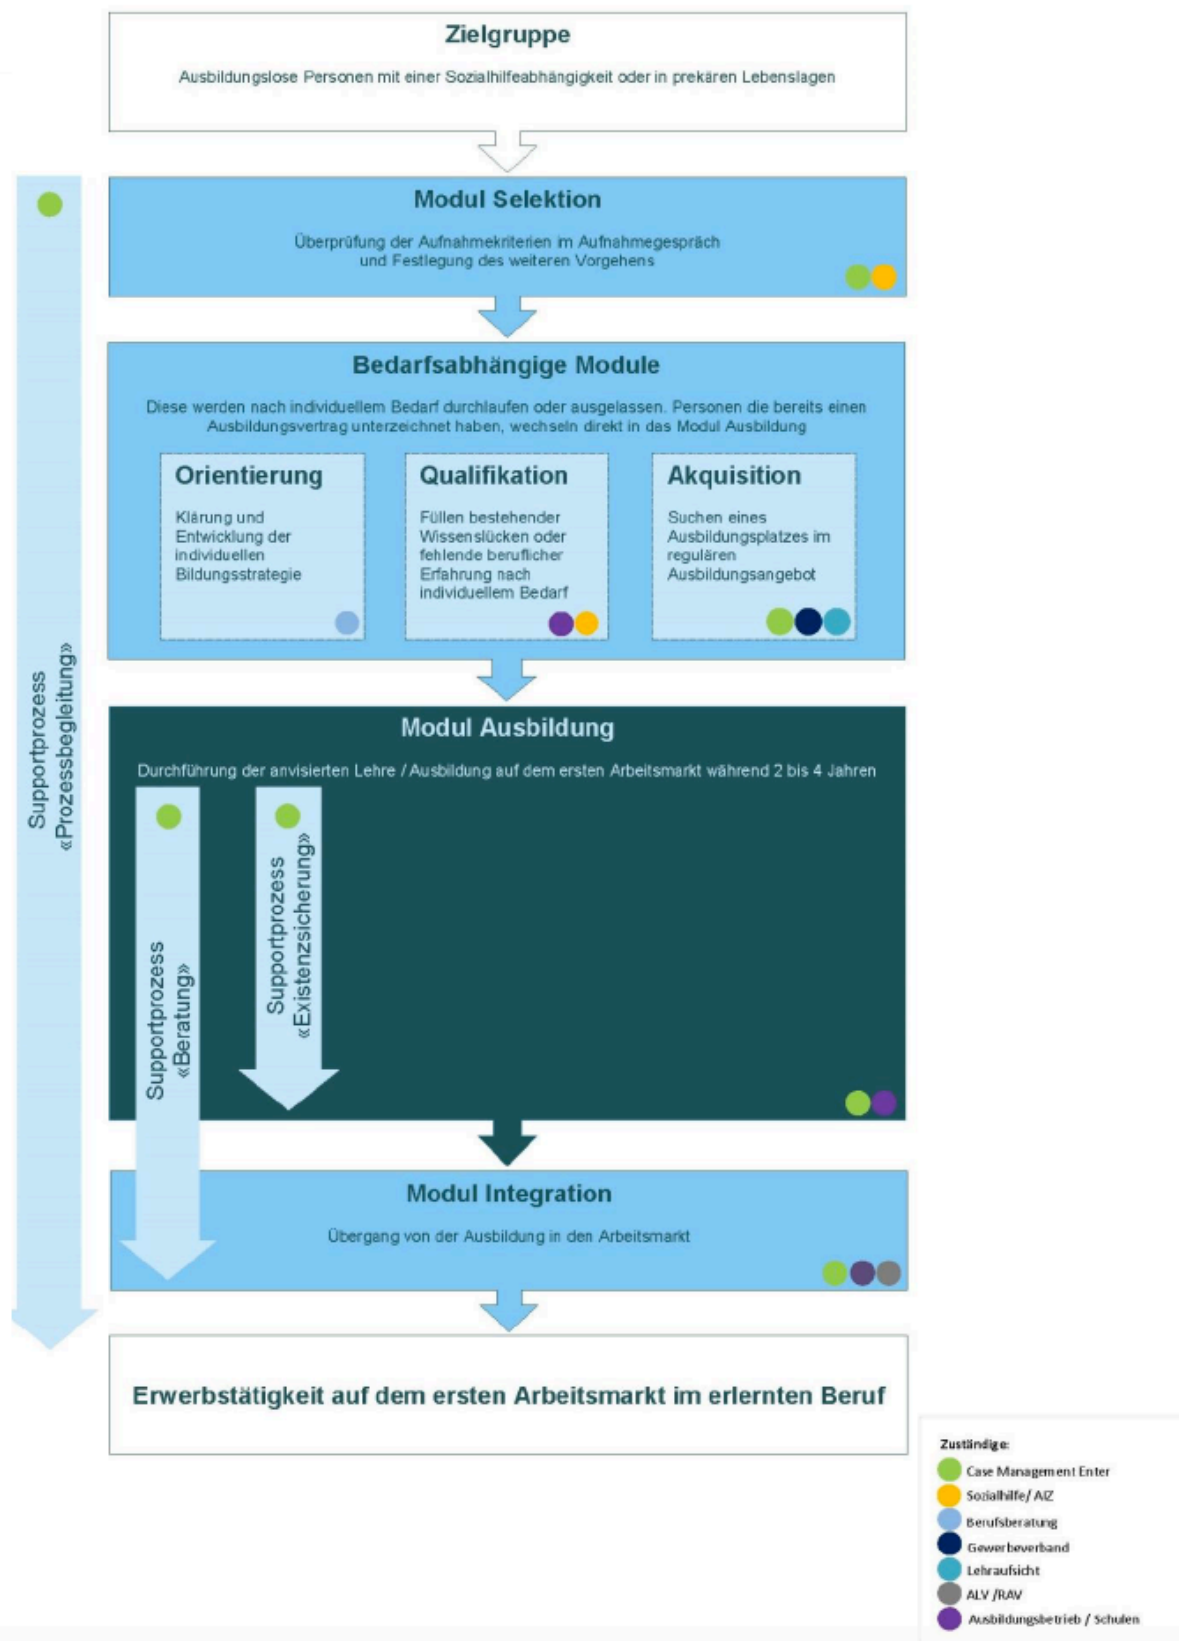 Zielgruppe
Ausbildungslose Personen mit einer Sozialhilfeabhängigkeit oder in prekären Lebenslagen
Modul Selektion
Überprüfung der Aufnahmekriterien im Aufnahmegespräch
und Festlegung des weiteren Vorgehens
Bedarfsabhängige Module
Diese werden nach individuellem Bedarf durchlaufen oder ausgelassen. Personen die bereits einen
Ausbildungsvertrag unterzeichnet haben, wechseln direkt in das Modul Ausbildung
Orientierung
Klärung und
Entwicklung der
individuellen
Bildungsstrategie
Qualifikation
Füllen bestehender
Wissenslücken oder
fehlende beruflicher
Erfahrung nach
individuellem Bedarf
Akquisition
Suchen eines
Ausbildungsplatzes im
regulären
Ausbildungsangebot
Supportprozess
«Prozessbegleitung»
Modul Ausbildung
Durchführung der anvisierten Lehre / Ausbildung auf dem ersten Arbeitsmarkt während 2 bis 4 Jahren
Supportprozess
«Beratung»
Supportprozess
«Existenzsicherung»
Modul Integration
Übergang von der Ausbildung in den Arbeitsmarkt
Erwerbstätigkeit auf dem ersten Arbeitsmarkt im erlernten Beruf
Zuständige:
Case Management Enter
Sozialhilfe/ AIZ
Berufsberatung
Gewerbeverband
Lehraufsicht
ALV /RAV
Ausbildungsbetrieb / Schulen